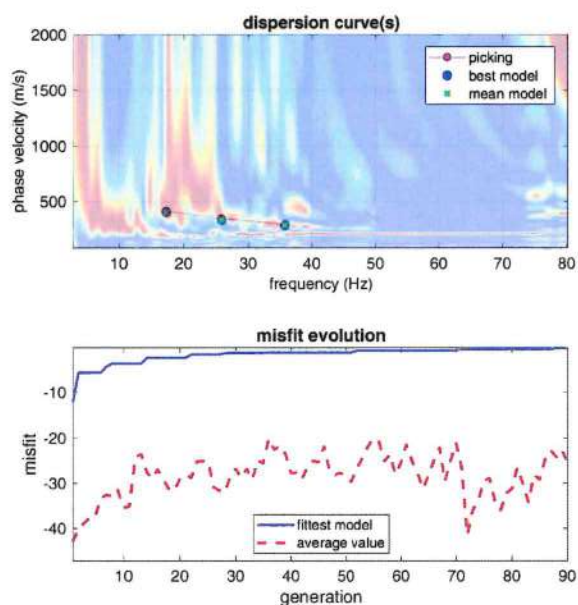 dispersion curve(s)
2000
1500
1000
500
phase velocity (m/s)
picking
best model
mean model
10 20 30 40 50 60 70 80
frequency (Hz)
misfit evolution
-10
-20
-30
-40
misfit
fittest model
average value
10 20 30 40 50 60 70 80 90
generation